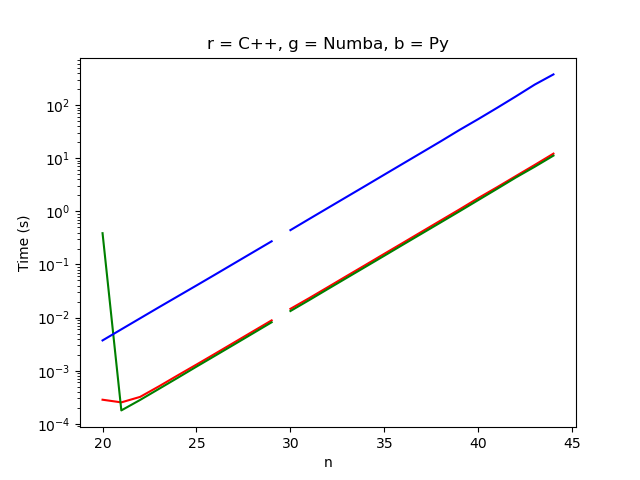 r = C++, g = Numba, b = Py
Time (s)
10²
10¹
10⁰
10⁻¹
10⁻²
10⁻³
10⁻⁴
20 25 30 35 40 45
n